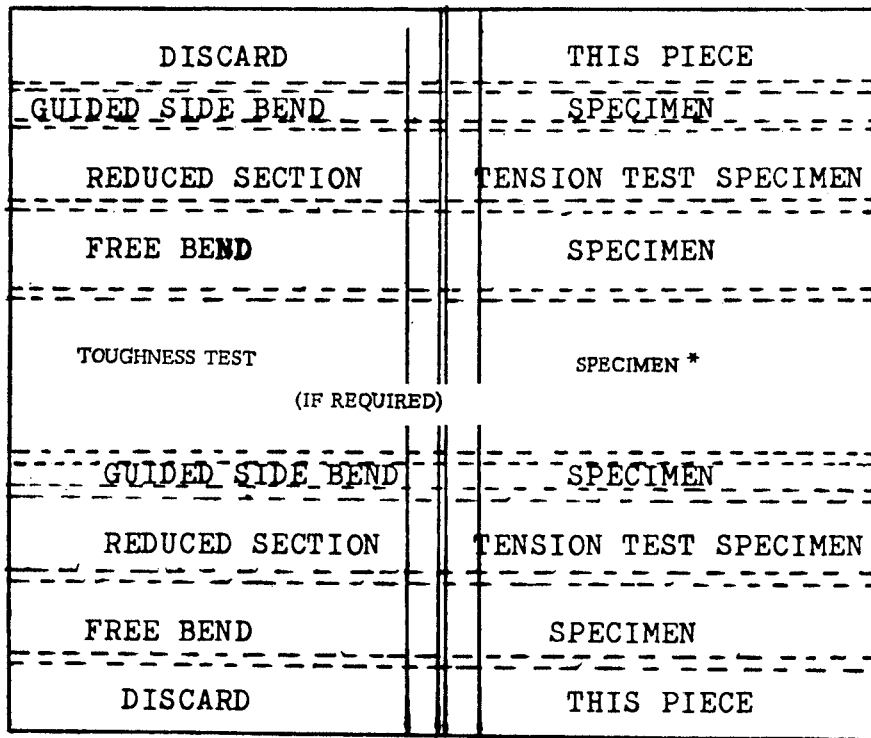 DISCARD THIS PIECE
GUIDED SIDE BEND SPECIMEN
REDUCED SECTION TENSION TEST SPECIMEN
FREE BEND SPECIMEN
TOUGHNESS TEST SPECIMEN *
(IF REQUIRED)
GUIDED SIDE BEND SPECIMEN
REDUCED SECTION TENSION TEST SPECIMEN
FREE BEND SPECIMEN
DISCARD THIS PIECE